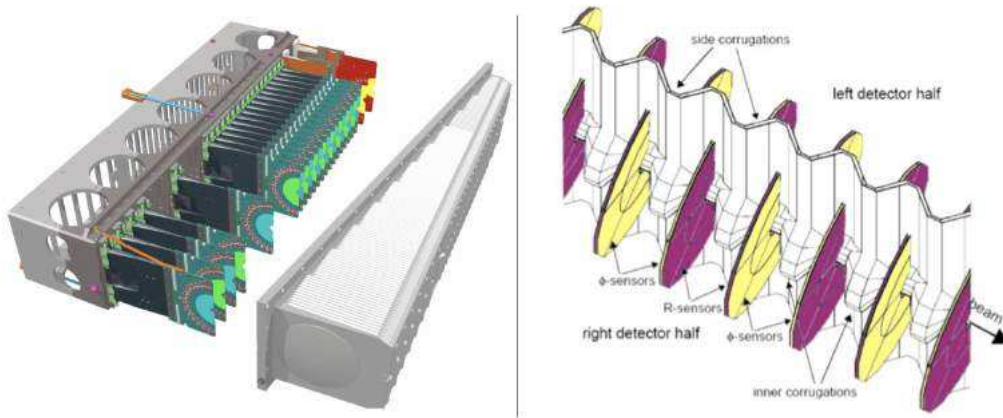 side corrugations
left detector half
ϕ-sensors
R-sensors
ϕ-sensors
right detector half
inner corrugations
beam